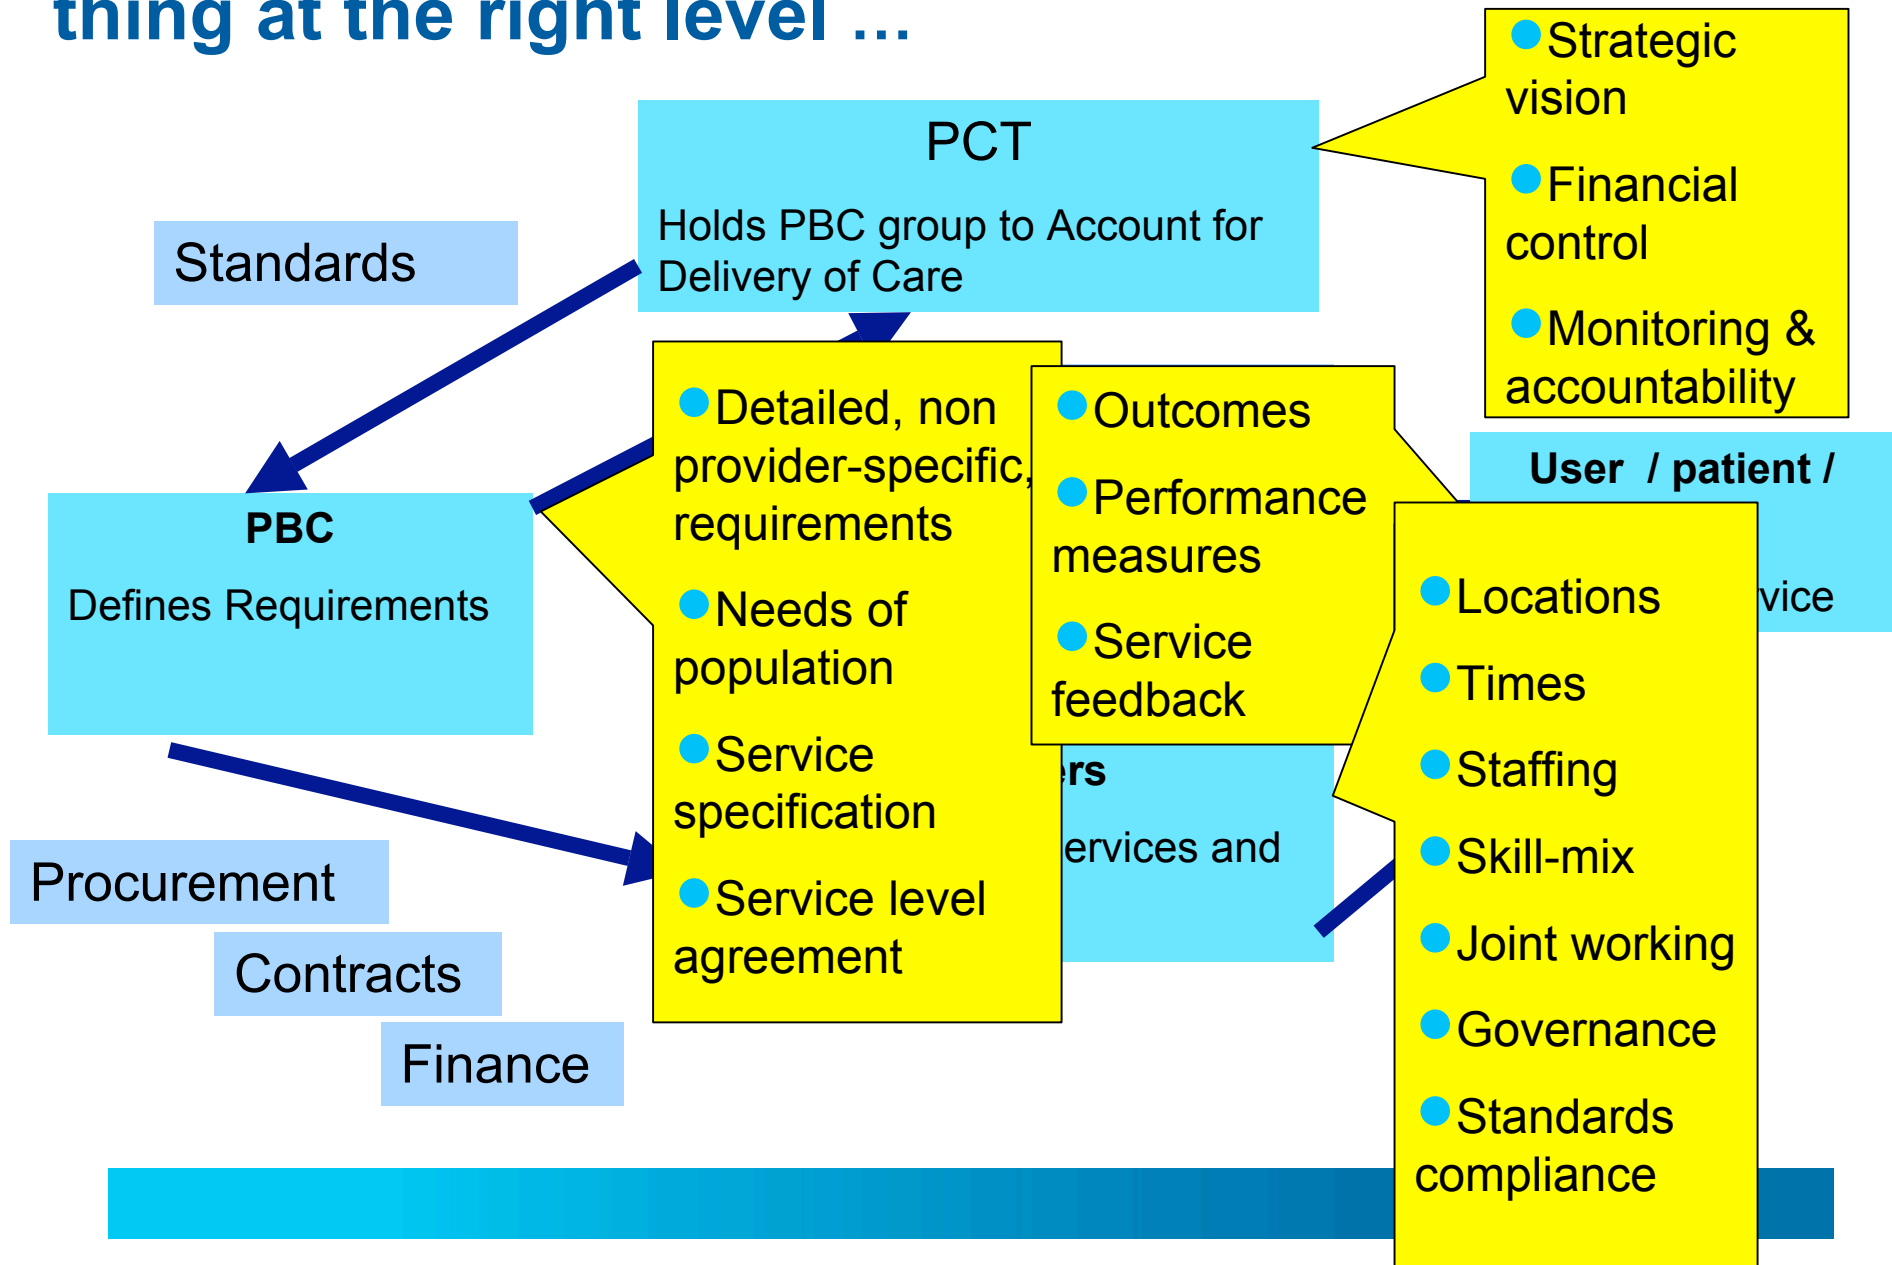 thing at the right level ...
Strategic
vision
Financial
control
Monitoring &
accountability
PCT
Holds PBC group to Account for
Delivery of Care
Standards
PBC
Defines Requirements
Detailed, non
provider-specific,
requirements
Needs of
population
Service
specification
Service level
agreement
Outcomes
Performance
measures
Service
feedback
User / patient /
vice
Locations
Times
Staffing
Skill-mix
Joint working
Governance
Standards
compliance
ers
ervices and
Procurement
Contracts
Finance